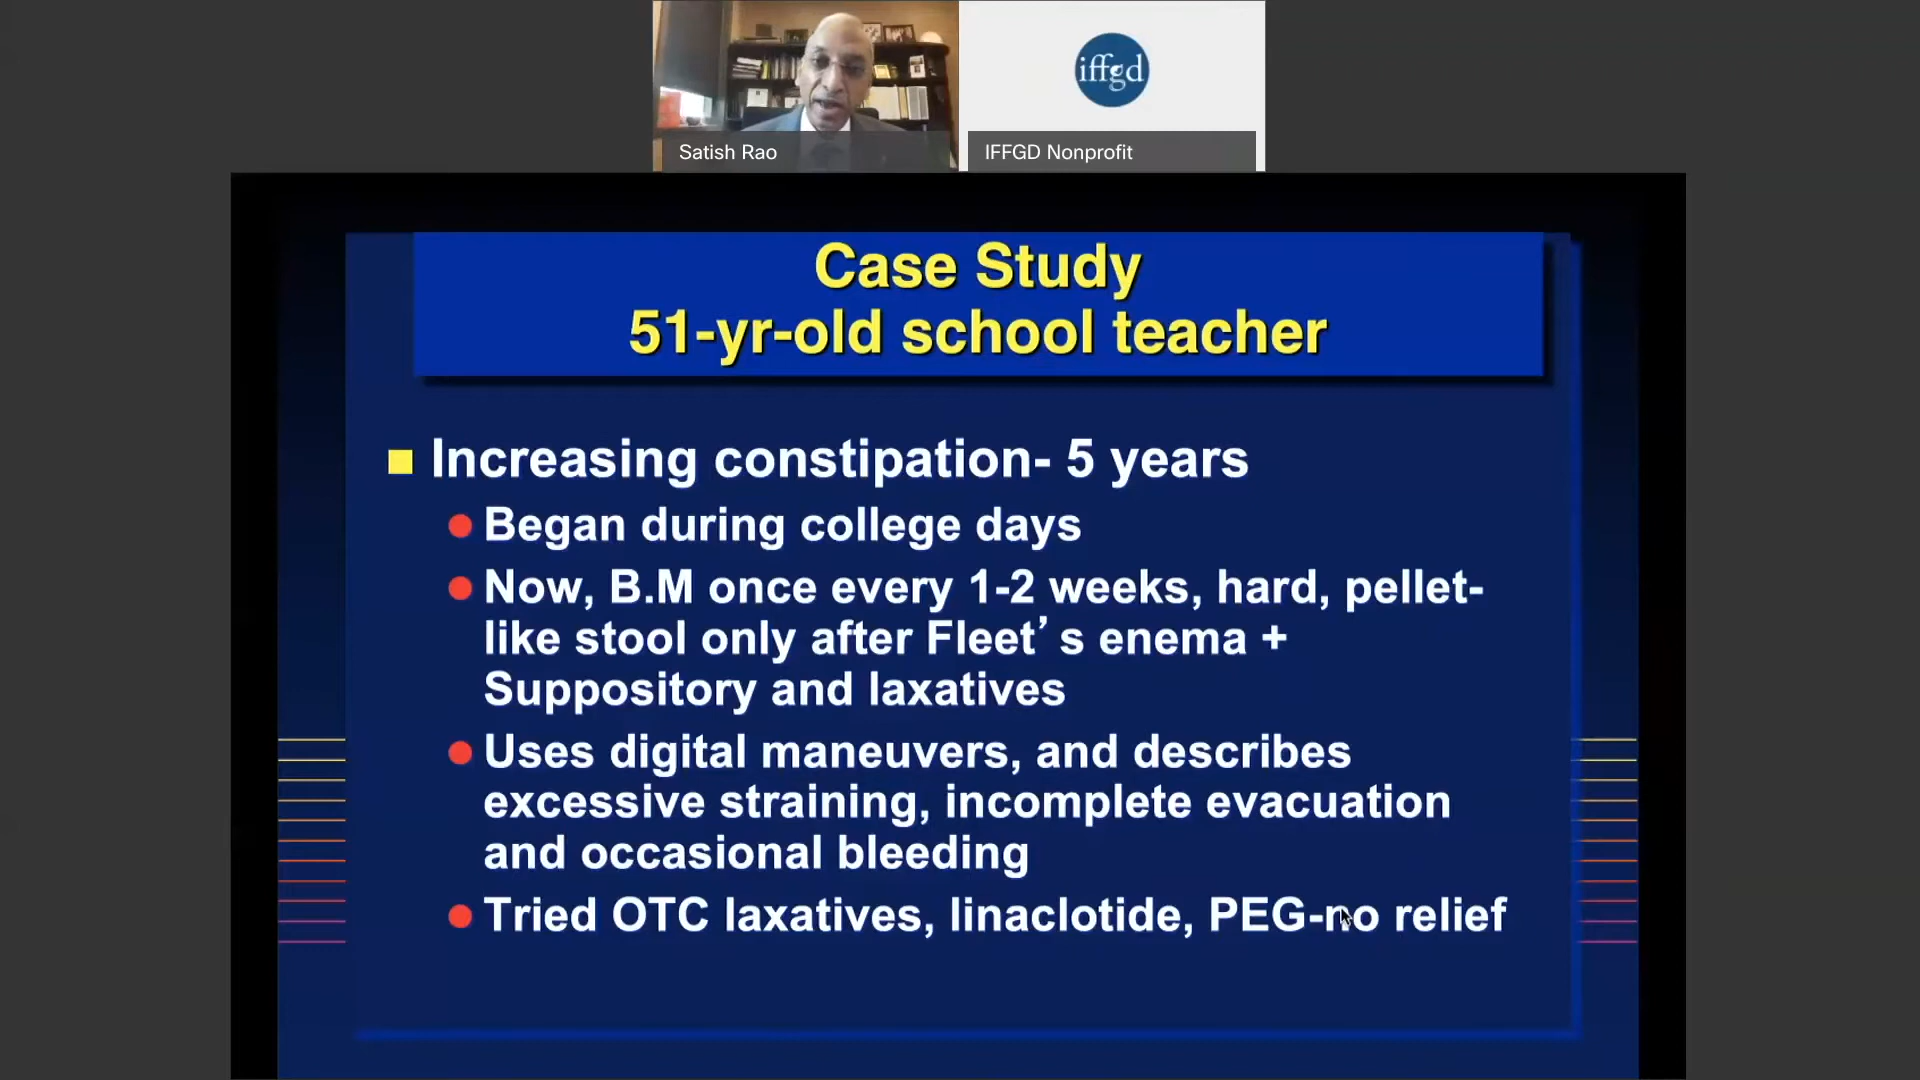 iffgd
Satish Rao
IFFGD Nonprofit
Case Study
51-yr-old school teacher
Increasing constipation- 5 years
Began during college days
Now, B.M once every 1-2 weeks, hard, pellet-
like stool only after Fleet’s enema +
Suppository and laxatives
Uses digital maneuvers, and describes
excessive straining, incomplete evacuation
and occasional bleeding
Tried OTC laxatives, linaclotide, PEG-no relief